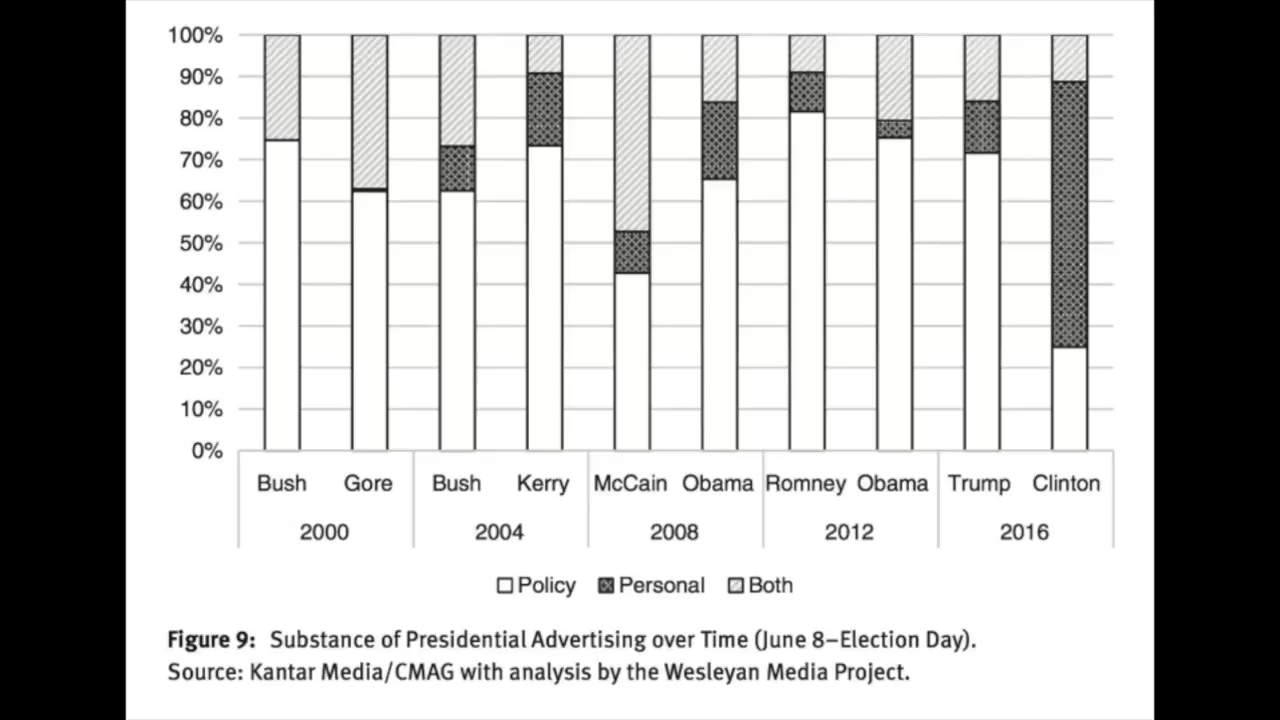 100%
90%
80%
70%
60%
50%
40%
30%
20%
10%
0%
Bush Gore Bush Kerry McCain Obama Romney Obama Trump Clinton
2000 2004 2008 2012 2016
Policy Personal Both
Figure 9: Substance of Presidential Advertising over Time (June 8–Election Day).
Source: Kantar Media/CMAG with analysis by the Wesleyan Media Project.